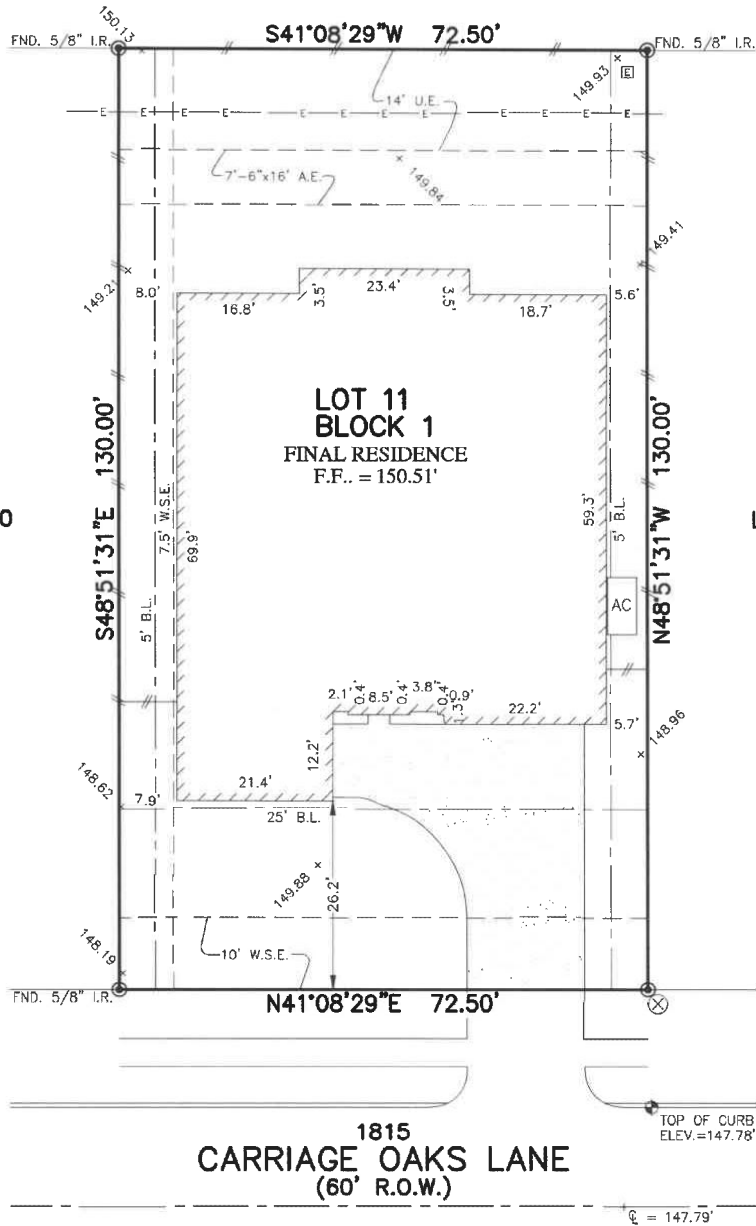 150.13
FND. 5/8" I.R.
S41°08'29"W 72.50'
FND. 5/8" I.R.
149.93
E
14' U.E.
E E E E E E E E E E E E
7'-6"x16' A.E.
149.84
149.41
149.21
8.0'
16.8'
3.5'
23.4'
3.5'
18.7'
5.6'
LOT 11
BLOCK 1
FINAL RESIDENCE
F.F.. = 150.51'
S48°51'31"E 130.00'
N48°51'31"W 130.00'
7.5' W.S.E.
69.9'
59.3'
5' B.L.
5' B.L.
AC
2.1'
0.4'
8.5'
0.4'
3.8'
0.4'
0.9'
1.3'
22.2'
5.7'
148.96
12.2'
148.62
7.9'
21.4'
25' B.L.
149.88
26.2'
148.19
10' W.S.E.
FND. 5/8" I.R.
N41°08'29"E 72.50'
TOP OF CURB
ELEV.=147.78'
1815
CARRIAGE OAKS LANE
(60' R.O.W.)
℄ = 147.79'